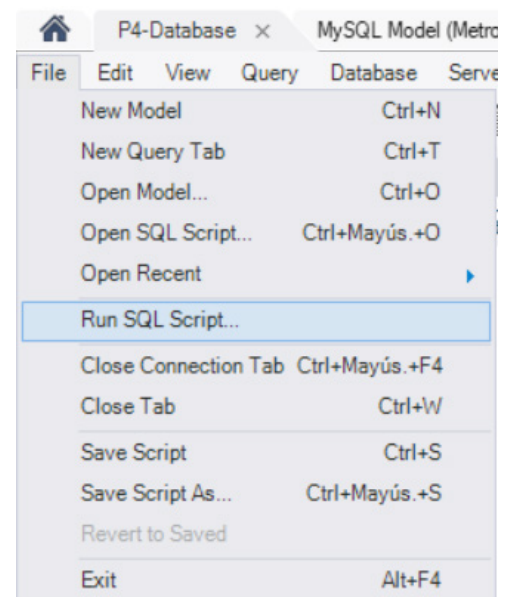 P4-Database × MySQL Model (Metro
File Edit View Query Database Serve
New Model Ctrl+N
New Query Tab Ctrl+T
Open Model... Ctrl+O
Open SQL Script... Ctrl+Mayús.+O
Open Recent
Run SQL Script...
Close Connection Tab Ctrl+Mayús.+F4
Close Tab Ctrl+W
Save Script Ctrl+S
Save Script As... Ctrl+Mayús.+S
Revert to Saved
Exit Alt+F4